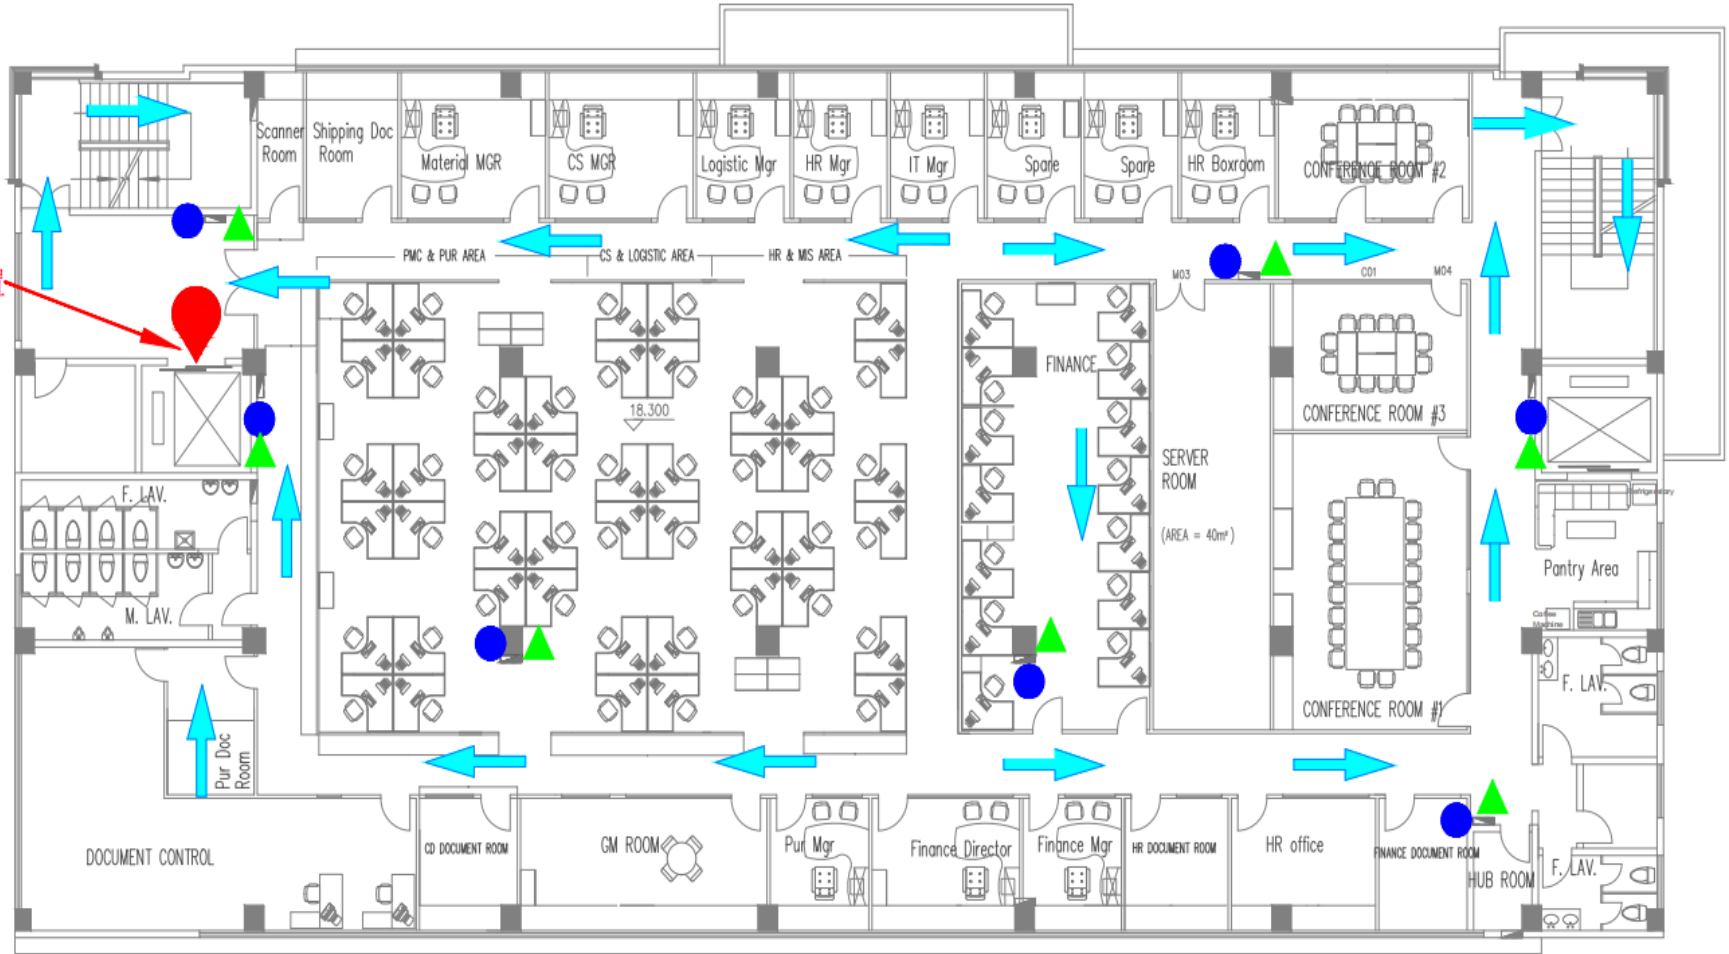 Scanner
Room
Shipping Doc
Room
Material MGR
CS MGR
Logistic Mgr
HR Mgr
IT Mgr
Spare
Spare
HR Boxroom
CONFERENCE ROOM #2
PMC & PUR AREA
CS & LOGISTIC AREA
HR & MIS AREA
M03
C01
M04
FINANCE
18.300
CONFERENCE ROOM #3
SERVER
ROOM
(AREA = 40m²)
F. LAV.
M. LAV.
Pantry Area
Machine
F. LAV.
CONFERENCE ROOM #1
Pur Doc
Room
DOCUMENT CONTROL
CD DOCUMENT ROOM
GM ROOM
Pur Mgr
Finance Director
Finance Mgr
HR DOCUMENT ROOM
HR office
FINANCE DOCUMENT ROOM
HUB ROOM
F. LAV.